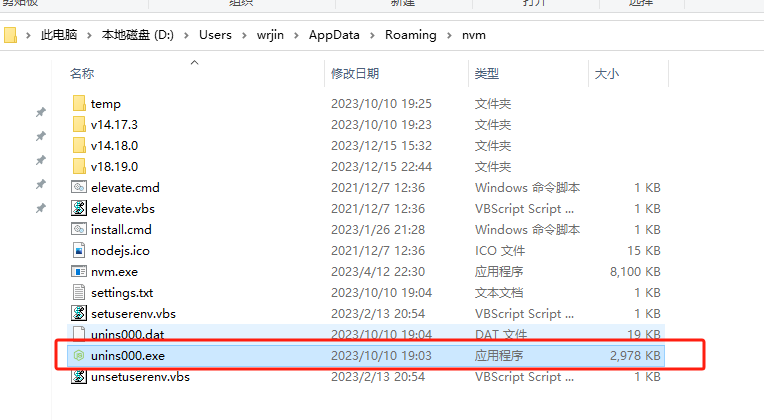 剪贴板 组织 新建 打开 选择
此电脑 本地磁盘 (D:) Users wrjin AppData Roaming nvm
名称 修改日期 类型 大小
temp 2023/10/10 19:25 文件夹
v14.17.3 2023/10/10 19:23 文件夹
v14.18.0 2023/12/15 15:32 文件夹
v18.19.0 2023/12/15 22:44 文件夹
elevate.cmd 2021/12/7 12:36 Windows 命令脚本 1 KB
elevate.vbs 2021/12/7 12:36 VBScript Script ... 1 KB
install.cmd 2023/1/26 21:28 Windows 命令脚本 1 KB
nodejs.ico 2021/12/7 12:36 ICO 文件 15 KB
nvm.exe 2023/4/12 22:30 应用程序 8,100 KB
settings.txt 2023/10/10 19:04 文本文档 1 KB
setuserenv.vbs 2023/2/13 20:54 VBScript Script ... 1 KB
unins000.dat 2023/10/10 19:04 DAT 文件 19 KB
unins000.exe 2023/10/10 19:03 应用程序 2,978 KB
unsetuserenv.vbs 2023/2/13 20:54 VBScript Script ... 1 KB